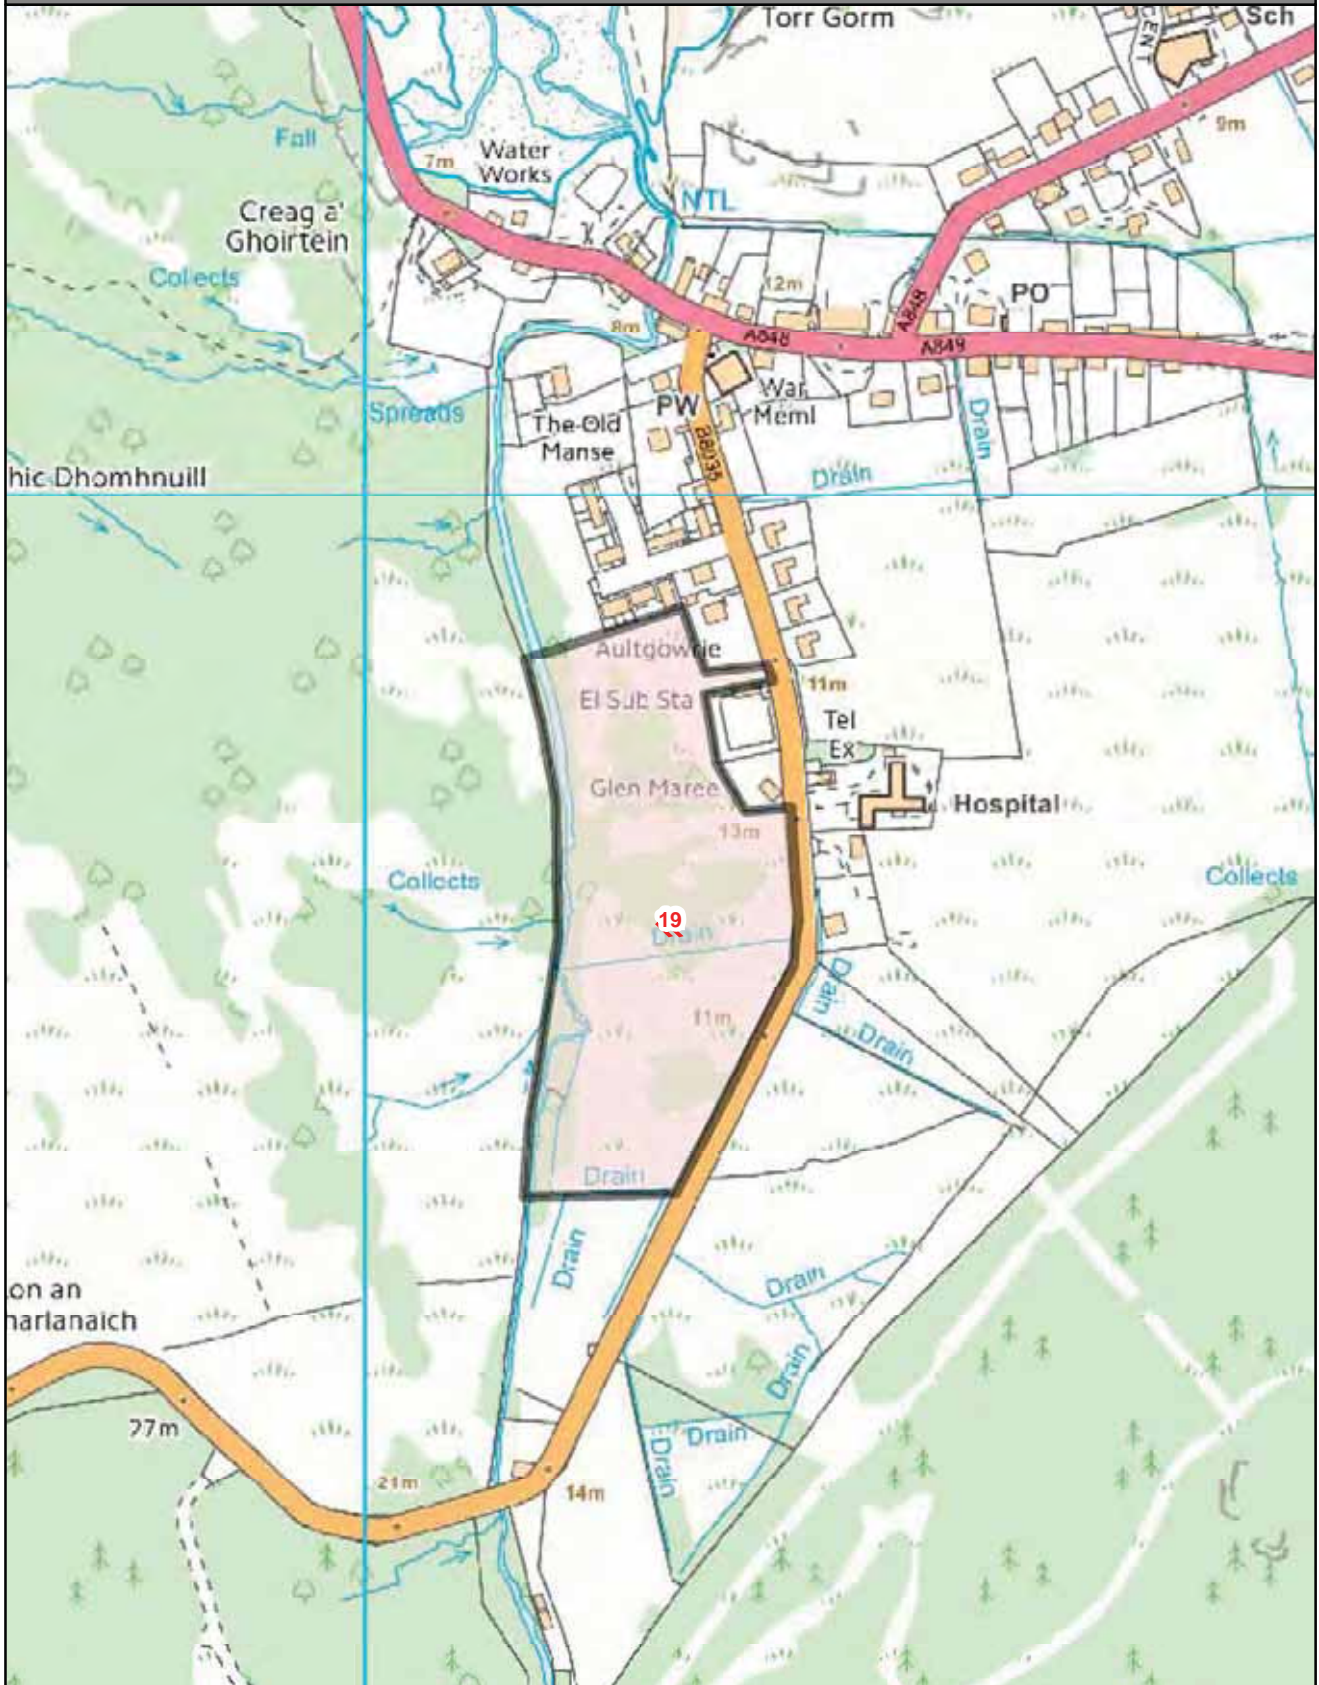 Torr Gorm
Sch
CENT
9m
Fall
7m
Water
Works
NTL
Creag a'
Ghoirtein
Collects
12m
PO
8m
A848
A848
A849
Spreads
The Old
Manse
PW
War
Meml
B8035
Drain
Drain
hic Dhomhnuill
Aultgowrie
El Sub Sta
11m
Tel
Ex
Glen Maree
Hospital
13m
Collects
Collects
19
Drain
Drain
11m
Drain
Drain
Drain
Drain
on an
harlanaich
Drain
27m
Drain
Drain
21m
14m